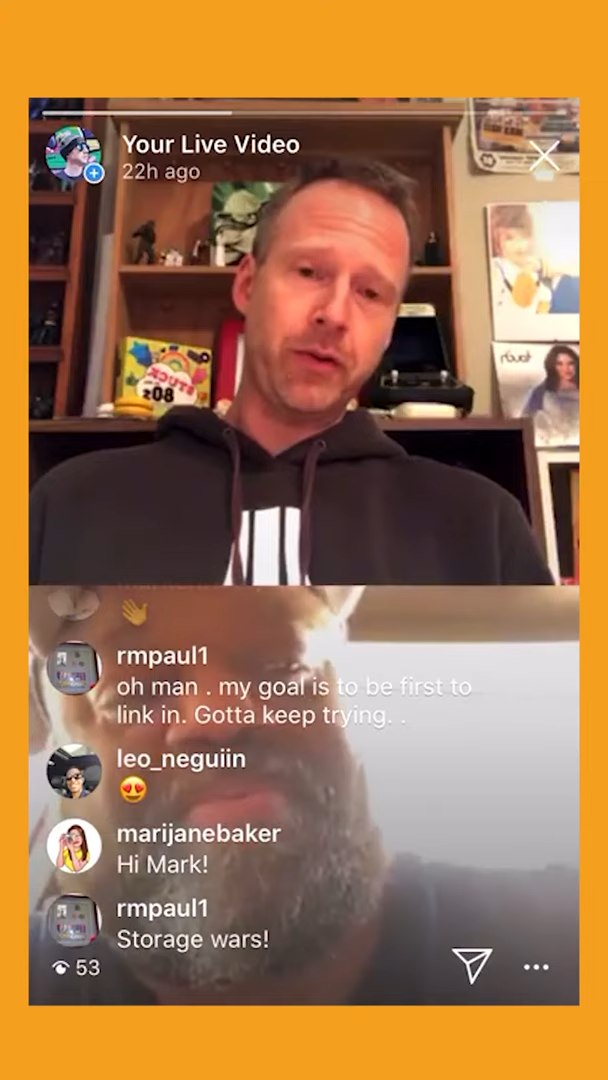 Your Live Video
22h ago
rmpaul1
oh man . my goal is to be first to
link in. Gotta keep trying. .
leo_neguiin
marijanebaker
Hi Mark!
rmpaul1
Storage wars!
53